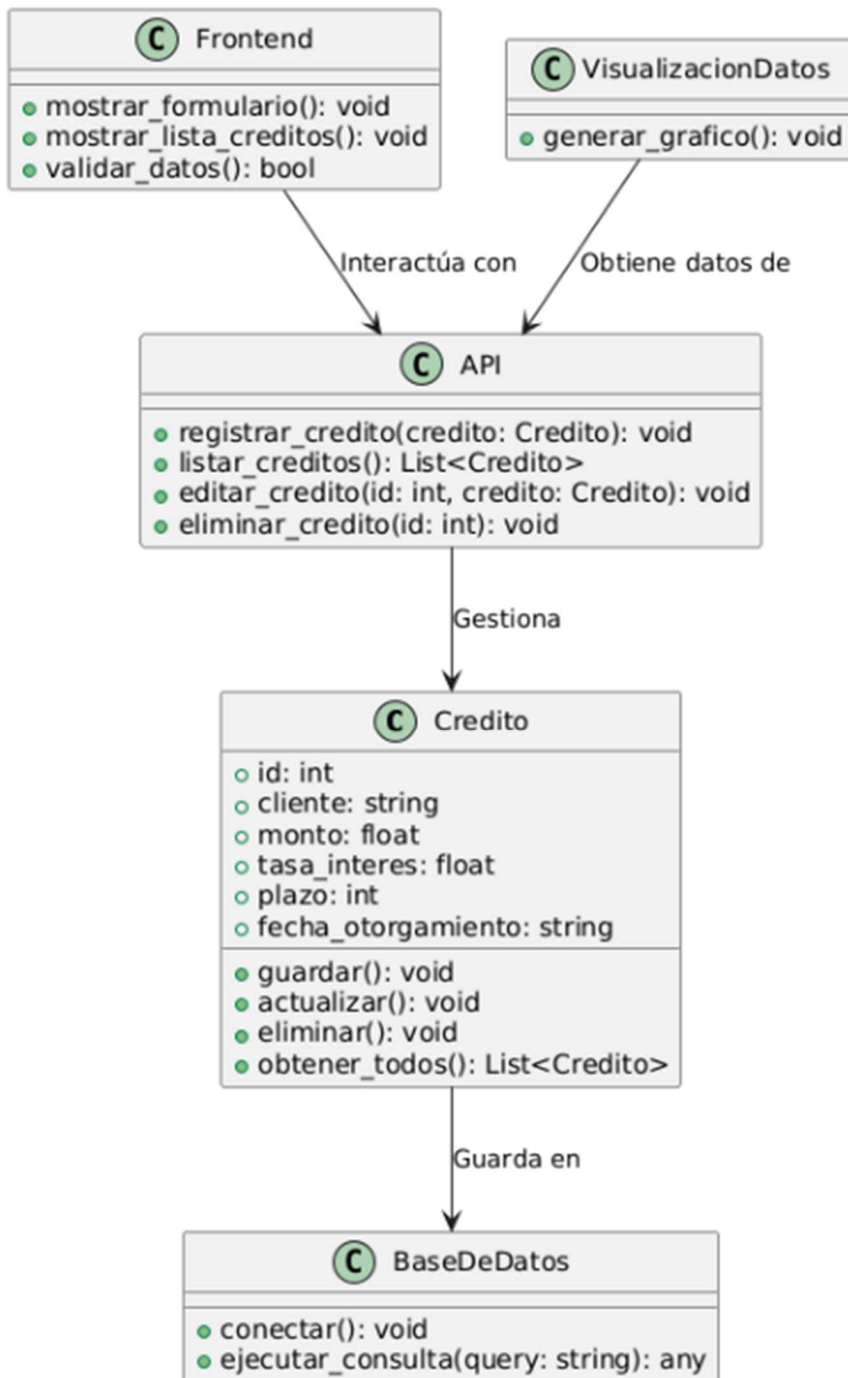 C Frontend
mostrar_formulario(): void
mostrar_lista_creditos(): void
validar_datos(): bool
C VisualizacionDatos
generar_grafico(): void
Interactúa con
Obtiene datos de
C API
registrar_credito(credito: Credito): void
listar_creditos(): List<Credito>
editar_credito(id: int, credito: Credito): void
eliminar_credito(id: int): void
Gestiona
C Credito
id: int
cliente: string
monto: float
tasa_interes: float
plazo: int
fecha_otorgamiento: string
guardar(): void
actualizar(): void
eliminar(): void
obtener_todos(): List<Credito>
Guarda en
C BaseDeDatos
conectar(): void
ejecutar_consulta(query: string): any